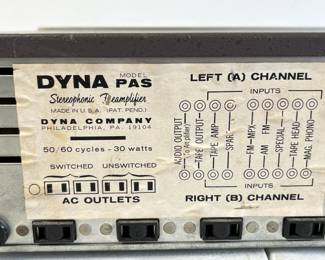 DYNA MODEL PAS
Stereophonic Preamplifier
MADE IN U.S.A. (PAT. PEND.)
DYNA COMPANY
PHILADELPHIA, PA. 19104
50/60 cycles - 30 watts
SWITCHED UNSWITCHED
AC OUTLETS
LEFT (A) CHANNEL
INPUTS
AUDIO OUTPUT
(To Amplifier)
TAPE OUTPUT
TAPE AMP
SPARE
FM-MPX
AM FM
SPECIAL
TAPE HEAD
MAG. PHONO
INPUTS
RIGHT (B) CHANNEL